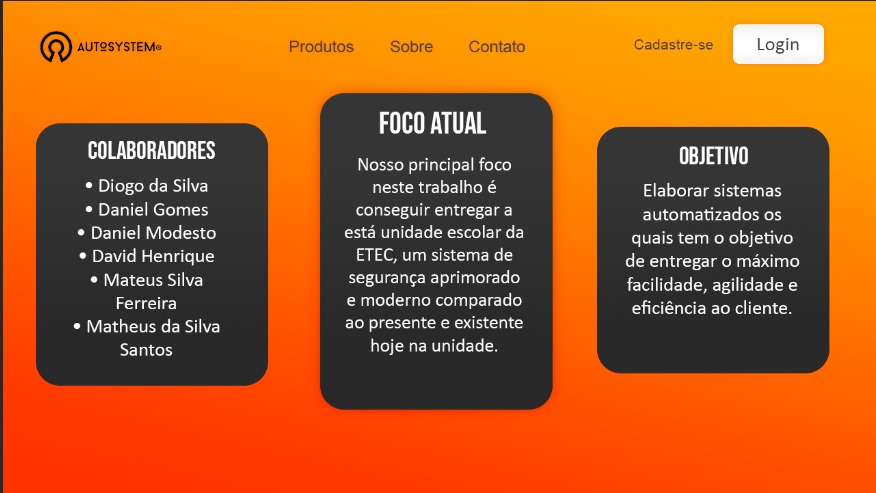 AUTOSYSTEM®
Produtos
Sobre
Contato
Cadastre-se
Login
COLABORADORES
• Diogo da Silva
• Daniel Gomes
• Daniel Modesto
• David Henrique
• Mateus Silva
Ferreira
• Matheus da Silva
Santos
FOCO ATUAL
Nosso principal foco
neste trabalho é
conseguir entregar a
está unidade escolar da
ETEC, um sistema de
segurança aprimorado
e moderno comparado
ao presente e existente
hoje na unidade.
OBJETIVO
Elaborar sistemas
automatizados os
quais tem o objetivo
de entregar o máximo
facilidade, agilidade e
eficiência ao cliente.